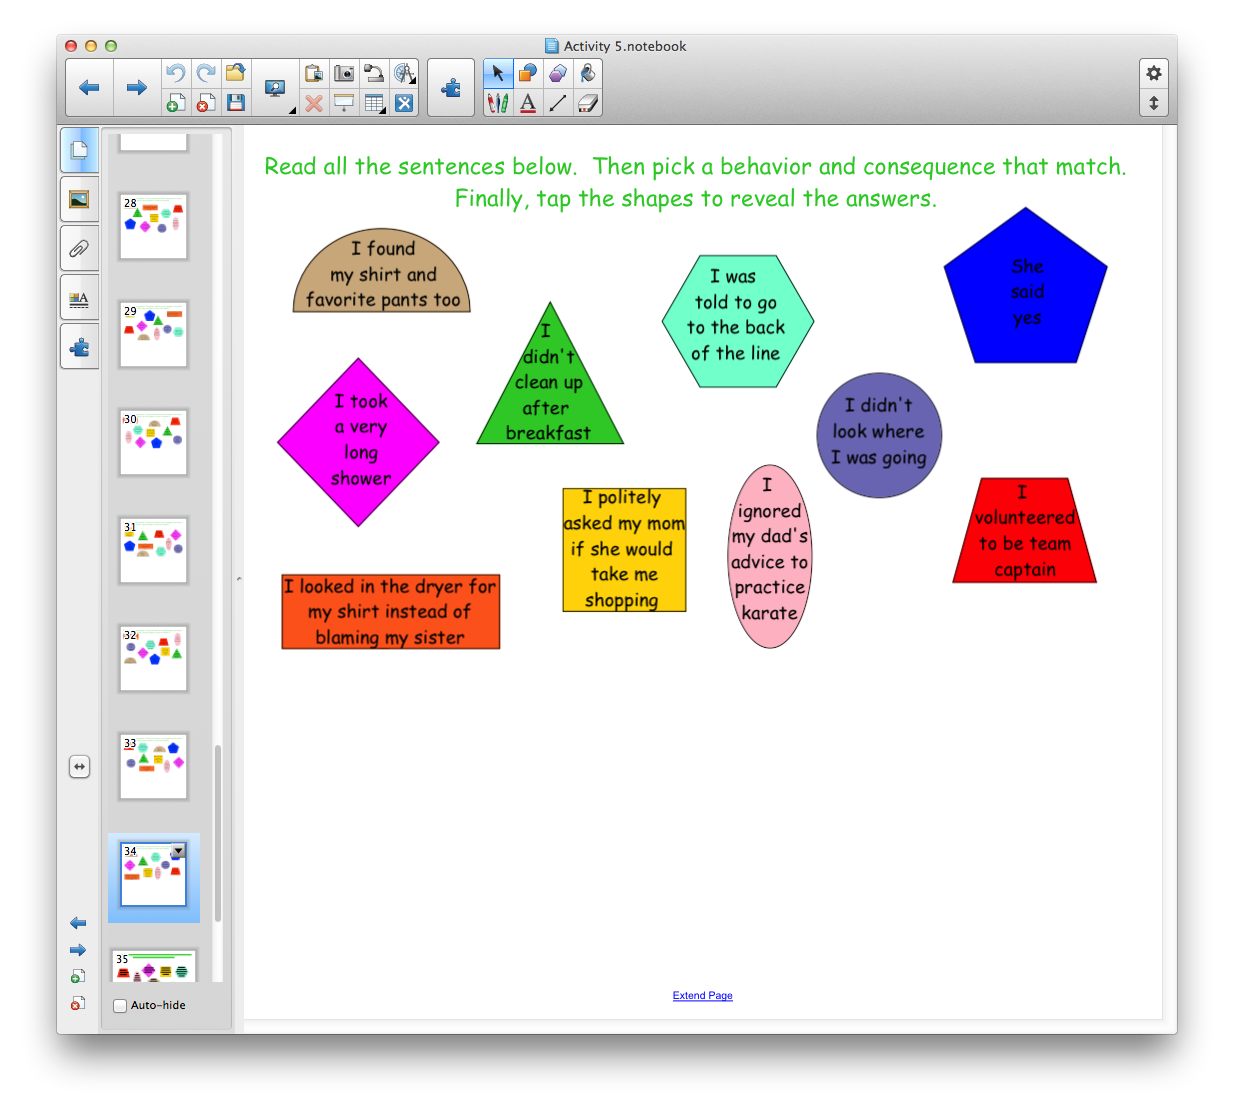 Activity 5.notebook
Read all the sentences below.  Then pick a behavior and consequence that match.
Finally, tap the shapes to reveal the answers.
I found
my shirt and
favorite pants too
I was
told to go
to the back
of the line
She
said
yes
I
didn't
clean up
after
breakfast
I took
a very
long
shower
I didn't
look where
I was going
I politely
asked my mom
if she would
take me
shopping
I
ignored
my dad's
advice to
practice
karate
I
volunteered
to be team
captain
I looked in the dryer for
my shirt instead of
blaming my sister
28
29
30
31
32
33
34
35
Auto-hide
Extend Page